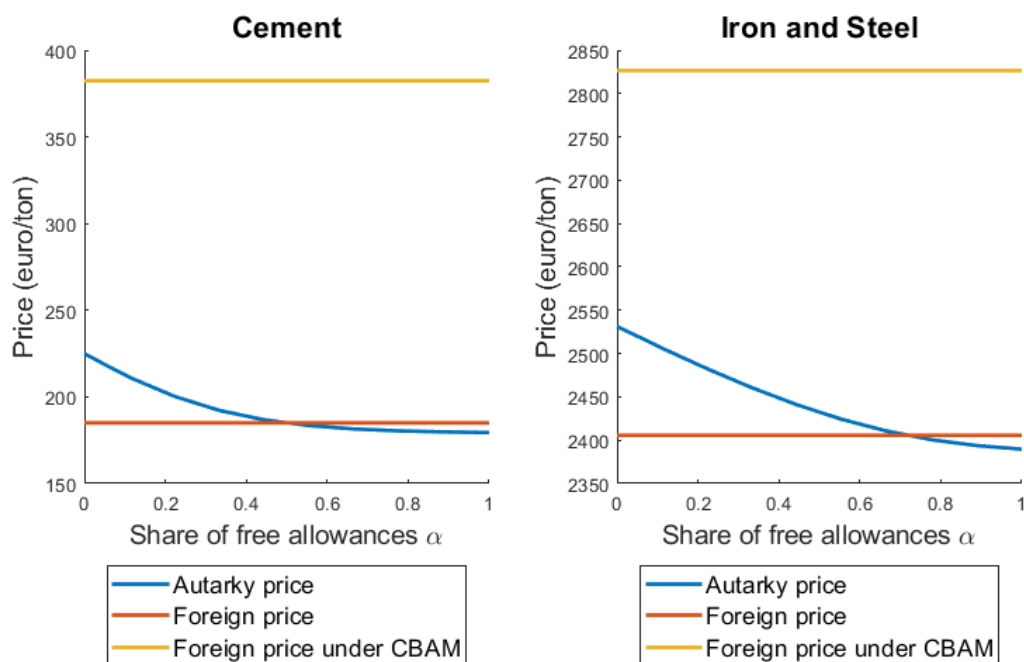 Cement
400
350
300
250
200
150
Price (euro/ton)
0 0.2 0.4 0.6 0.8 1
Share of free allowances α
Autarky price
Foreign price
Foreign price under CBAM
Iron and Steel
2850
2800
2750
2700
2650
2600
2550
2500
2450
2400
2350
Price (euro/ton)
0 0.2 0.4 0.6 0.8 1
Share of free allowances α
Autarky price
Foreign price
Foreign price under CBAM